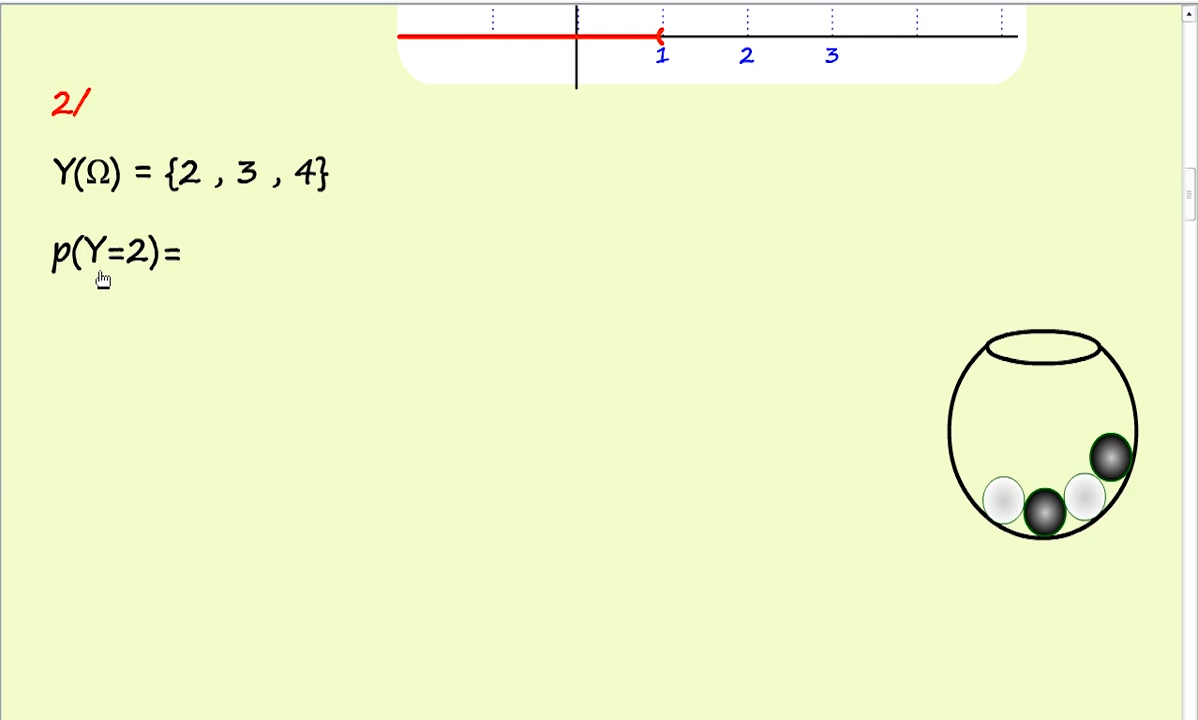 1 2 3
2/
Y(Ω) = {2 , 3 , 4}
p(Y=2)=